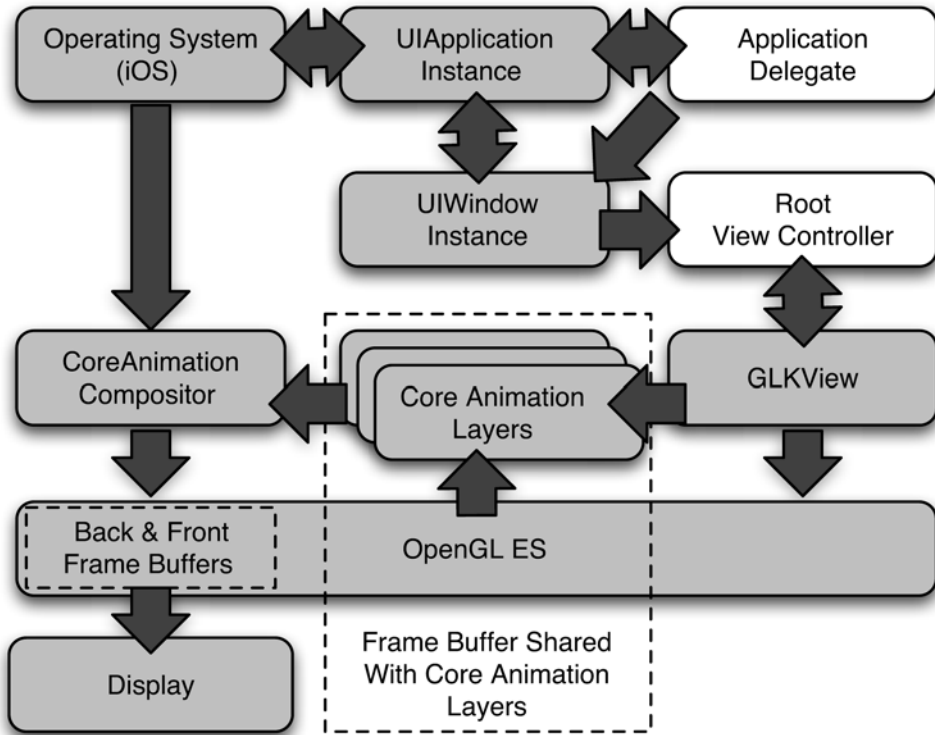 Operating System
(iOS)
UIApplication
Instance
Application
Delegate
UIWindow
Instance
Root
View Controller
CoreAnimation
Compositor
Core Animation
Layers
GLKView
Back & Front
Frame Buffers
OpenGL ES
Frame Buffer Shared
With Core Animation
Layers
Display